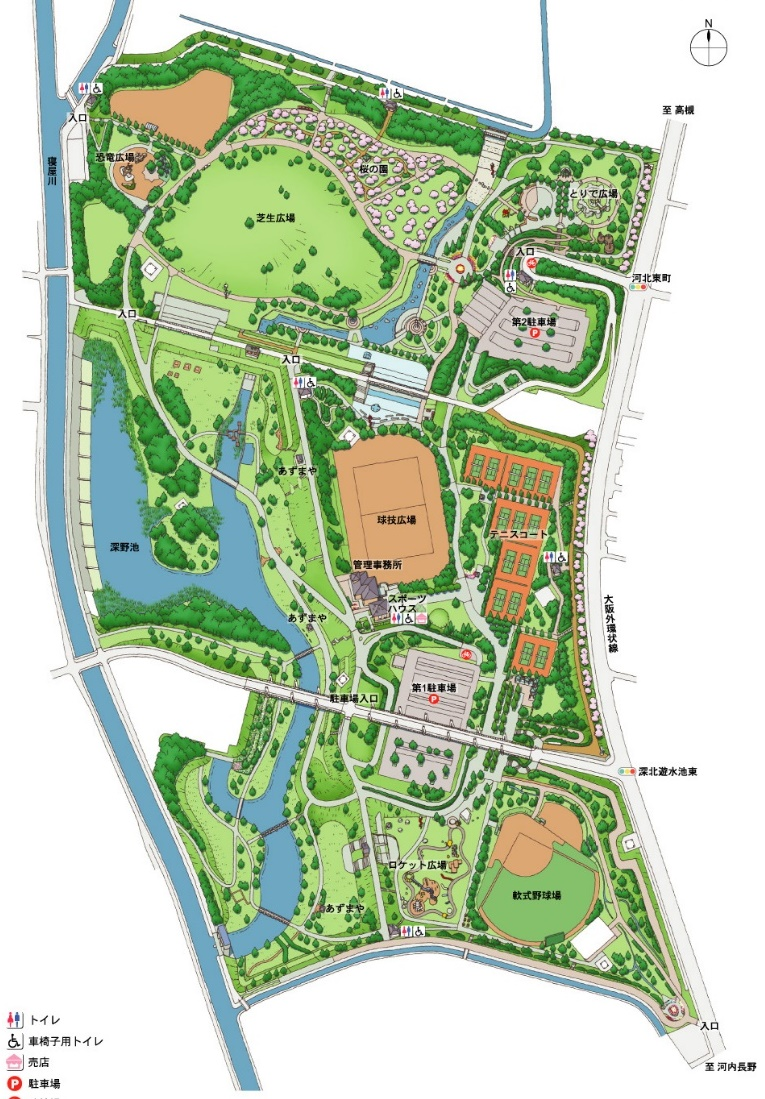 N
至 高槻
入口
寝屋川
恐竜広場
桜の園
とりで広場
芝生広場
入口
河北東町
入口
第2駐車場
P
入口
あずまや
球技広場
テニスコート
深野池
管理事務所
スポーツ
ハウス
大阪外環状線
あずまや
第1駐車場
P
駐車場入口
深北遊水池東
ロケット広場
軟式野球場
あずまや
入口
至 河内長野
トイレ
車椅子用トイレ
売店
P 駐車場